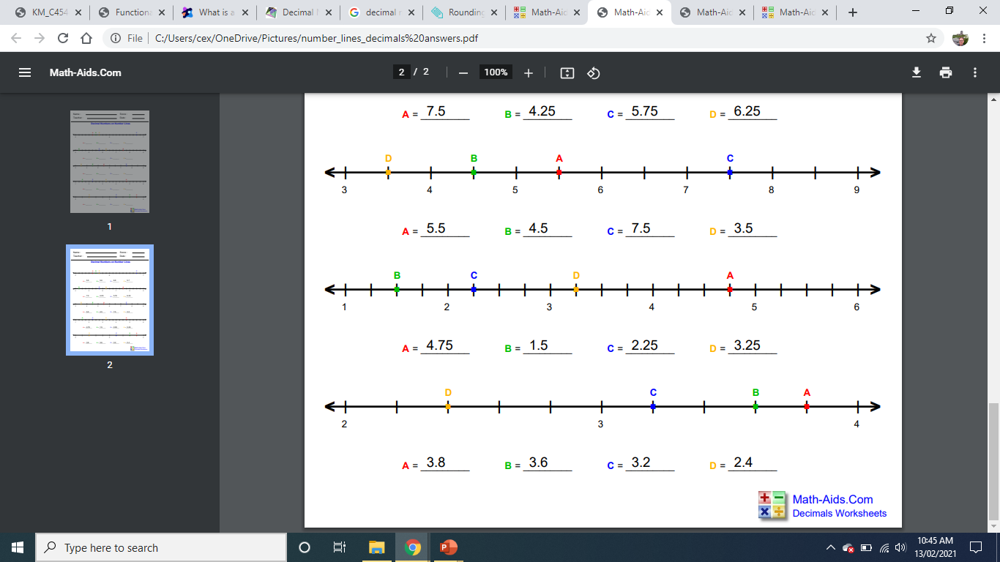 KM_C454
Functiona
What is a
Decimal N
decimal n
Rounding
Math-Aid
Math-Aid
Math-Aid
Math-Aid
File C:/Users/cex/OneDrive/Pictures/number_lines_decimals%20answers.pdf
Math-Aids.Com
2 / 2
100%
1
2
A = 7.5 B = 4.25 C = 5.75 D = 6.25
D B A C
3 4 5 6 7 8 9
A = 5.5 B = 4.5 C = 7.5 D = 3.5
B C D A
1 2 3 4 5 6
A = 4.75 B = 1.5 C = 2.25 D = 3.25
D C B A
2 3 4
A = 3.8 B = 3.6 C = 3.2 D = 2.4
Math-Aids.Com
Decimals Worksheets
Type here to search
10:45 AM
13/02/2021